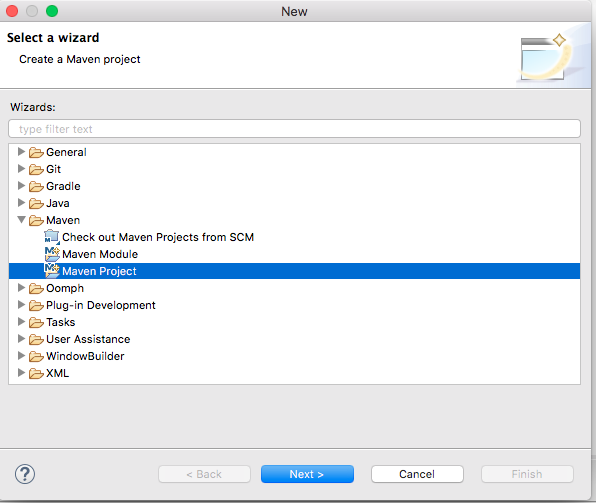 New
Select a wizard
Create a Maven project
Wizards:
type filter text
General
Git
Gradle
Java
Maven
Check out Maven Projects from SCM
Maven Module
Maven Project
Oomph
Plug-in Development
Tasks
User Assistance
WindowBuilder
XML
?
< Back
Next >
Cancel
Finish